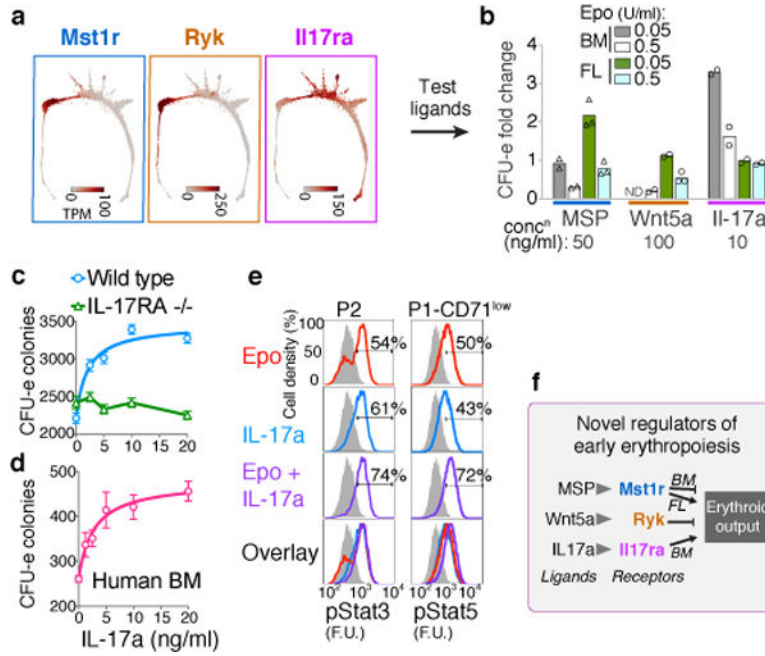 a
Mst1r
Ryk
Il17ra
TPM
0
100
0
250
0
150
Test
ligands
b
Epo (U/ml)
BM
0.05
0.5
FL
0.05
0.5
CFU-e fold change
4
3
2
1
0
ND
MSP
Wnt5a
Il-17a
concⁿ
(ng/ml): 50
100
10
c
Wild type
IL-17RA -/-
CFU-e colonies
3500
3000
2500
2000
0 5 10 15 20
d
CFU-e colonies
500
400
300
200
Human BM
0 5 10 15 20
IL-17a (ng/ml)
e
P2
P1-CD71low
Cell density (%)
100
50
0
Epo
54%
50%
IL-17a
61%
43%
Epo +
IL-17a
74%
72%
Overlay
10² 10³ 10⁴
10² 10³ 10⁴
pStat3
(F.U.)
pStat5
(F.U.)
f
Novel regulators of
early erythropoiesis
MSP Mst1r BM
FL
Wnt5a Ryk
IL17a Il17ra BM
Erythroid
output
Ligands Receptors